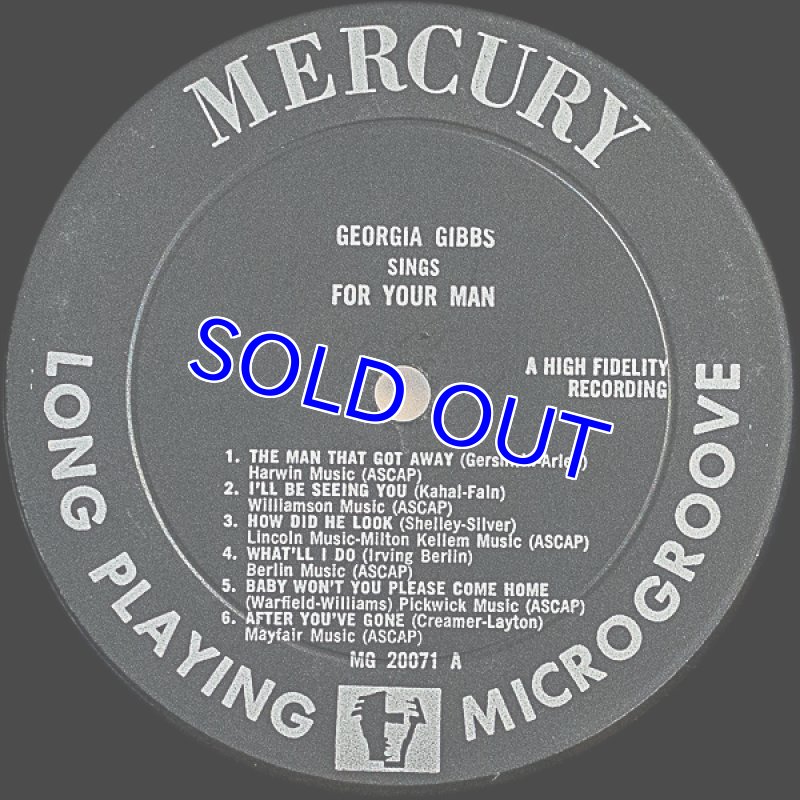 MERCURY
GEORGIA GIBBS
SINGS
FOR YOUR MAN
SOLD OUT
A HIGH FIDELITY
RECORDING
1. THE MAN THAT GOT AWAY (Gershwin-Arlen)
Harwin Music (ASCAP)
2. I'LL BE SEEING YOU (Kahal-Fain)
Williamson Music (ASCAP)
3. HOW DID HE LOOK (Shelley-Silver)
Lincoln Music-Milton Kellem Music (ASCAP)
4. WHAT'LL I DO (Irving Berlin)
Berlin Music (ASCAP)
5. BABY WON'T YOU PLEASE COME HOME
(Warfield-Williams) Pickwick Music (ASCAP)
6. AFTER YOU'VE GONE (Creamer-Layton)
Mayfair Music (ASCAP)
MG 20071 A
LONG PLAYING MICROGROOVE